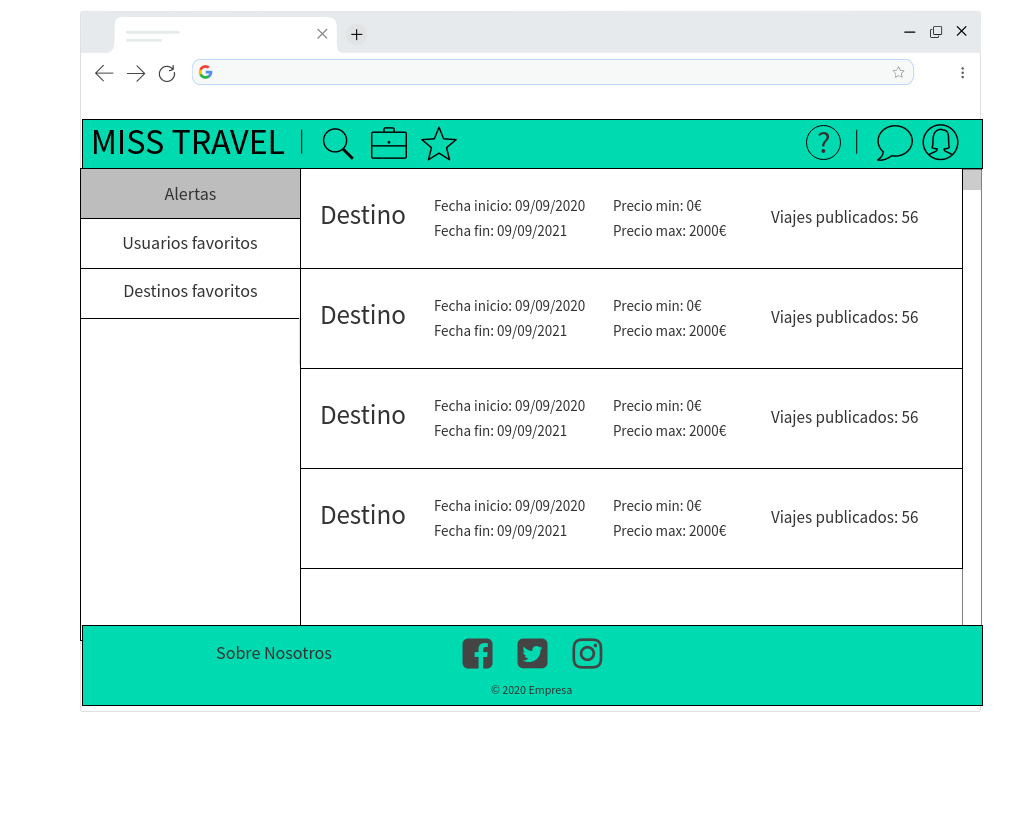 MISS TRAVEL
?
Alertas
Usuarios favoritos
Destinos favoritos
Destino
Fecha inicio: 09/09/2020
Fecha fin: 09/09/2021
Precio min: 0€
Precio max: 2000€
Viajes publicados: 56
Destino
Fecha inicio: 09/09/2020
Fecha fin: 09/09/2021
Precio min: 0€
Precio max: 2000€
Viajes publicados: 56
Destino
Fecha inicio: 09/09/2020
Fecha fin: 09/09/2021
Precio min: 0€
Precio max: 2000€
Viajes publicados: 56
Destino
Fecha inicio: 09/09/2020
Fecha fin: 09/09/2021
Precio min: 0€
Precio max: 2000€
Viajes publicados: 56
Sobre Nosotros
© 2020 Empresa